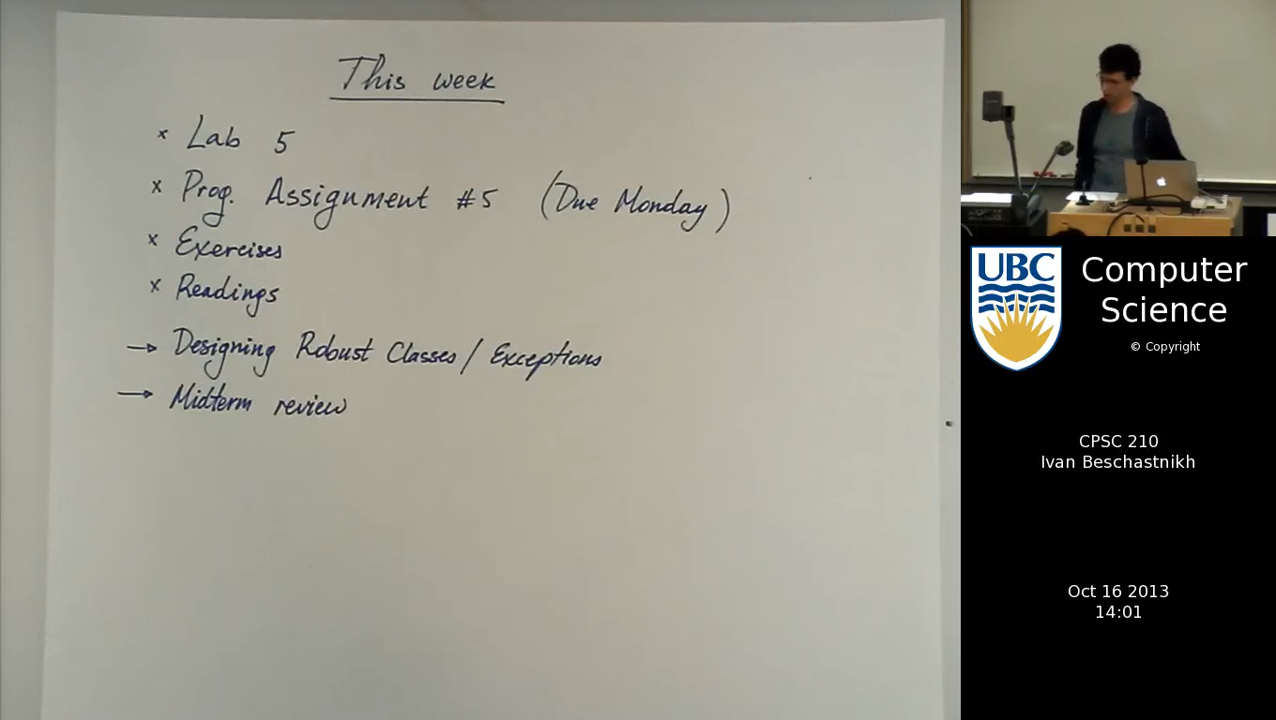 This week
× Lab 5
× Prog. Assignment #5 (Due Monday)
× Exercises
× Readings
→ Designing Robust Classes / Exceptions
→ Midterm review
UBC
Computer
Science
© Copyright
CPSC 210
Ivan Beschastnikh
Oct 16 2013
14:01